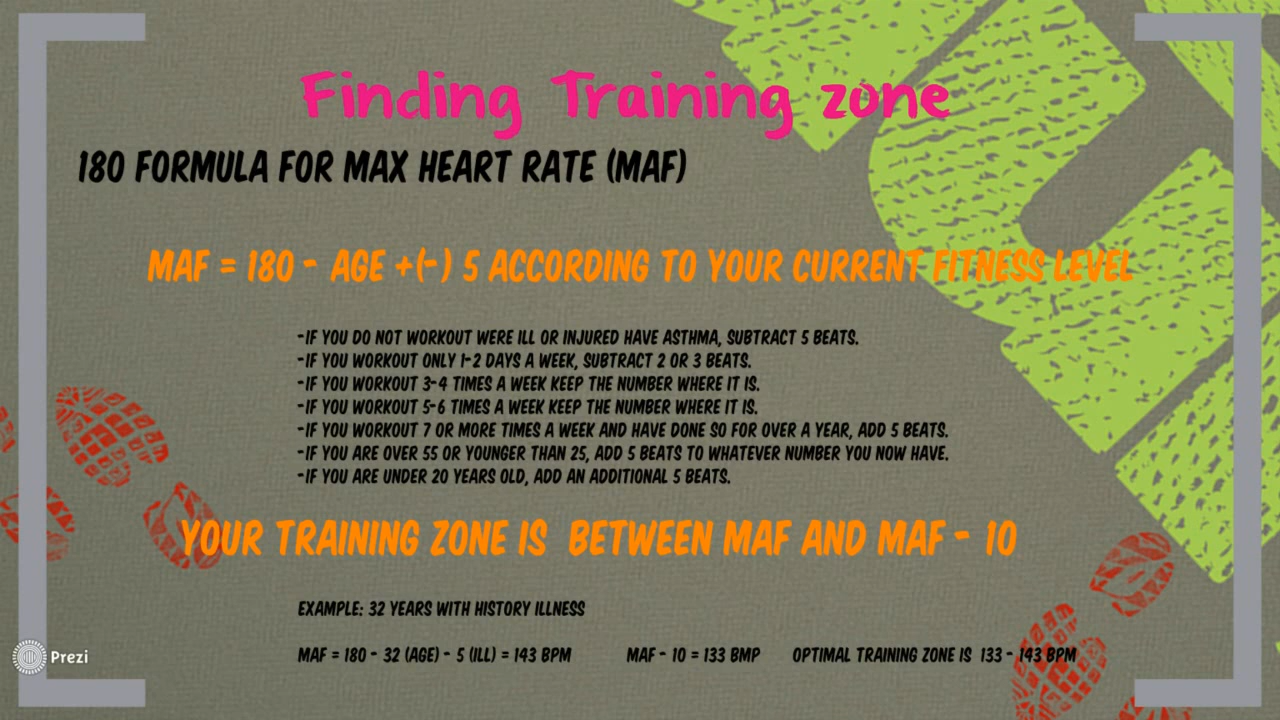 Finding Training zone
180 FORMULA FOR MAX HEART RATE (MAF)
MAF = 180 - AGE +(-) 5 ACCORDING TO YOUR CURRENT FITNESS LEVEL
-IF YOU DO NOT WORKOUT WERE ILL OR INJURED HAVE ASTHMA, SUBTRACT 5 BEATS.
-IF YOU WORKOUT ONLY 1-2 DAYS A WEEK, SUBTRACT 2 OR 3 BEATS.
-IF YOU WORKOUT 3-4 TIMES A WEEK KEEP THE NUMBER WHERE IT IS.
-IF YOU WORKOUT 5-6 TIMES A WEEK KEEP THE NUMBER WHERE IT IS.
-IF YOU WORKOUT 7 OR MORE TIMES A WEEK AND HAVE DONE SO FOR OVER A YEAR, ADD 5 BEATS.
-IF YOU ARE OVER 55 OR YOUNGER THAN 25, ADD 5 BEATS TO WHATEVER NUMBER YOU NOW HAVE.
-IF YOU ARE UNDER 20 YEARS OLD, ADD AN ADDITIONAL 5 BEATS.
YOUR TRAINING ZONE IS BETWEEN MAF AND MAF - 10
EXAMPLE: 32 YEARS WITH HISTORY ILLNESS
MAF = 180 - 32 (AGE) - 5 (ILL) = 143 BPM MAF - 10 = 133 BMP OPTIMAL TRAINING ZONE IS 133 - 143 BPM
Prezi